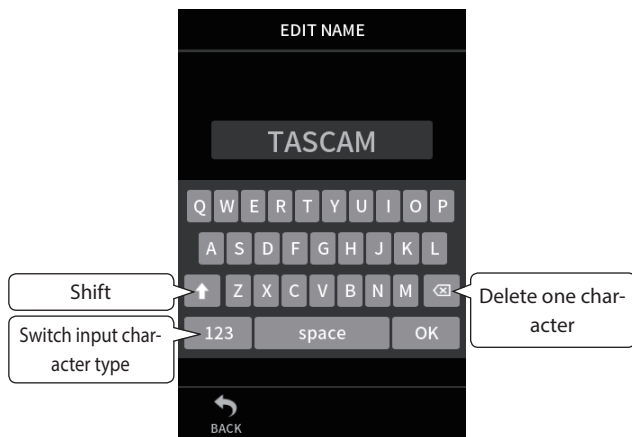 EDIT NAME
TASCAM
Q W E R T Y U I O P
A S D F G H J K L
Shift
Z X C V B N M
Delete one char-
acter
Switch input char-
acter type
123 space OK
BACK